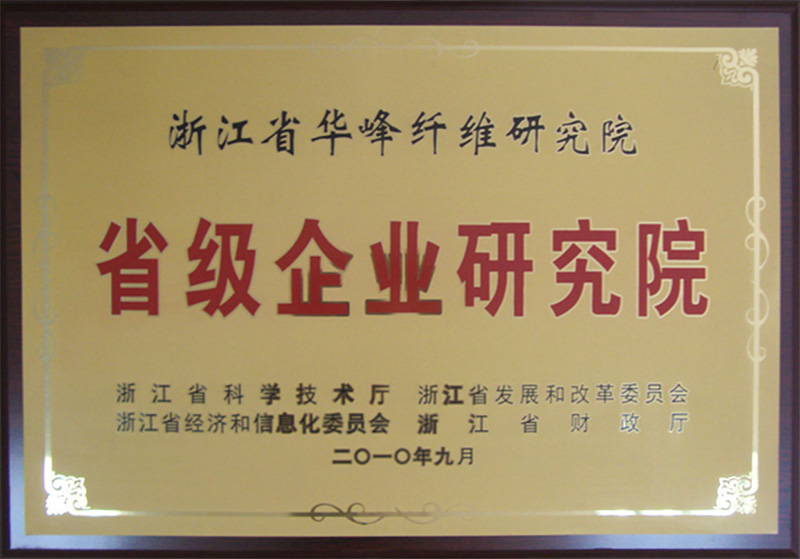 浙江省华峰纤维研究院
省级企业研究院
浙江省科学技术厅 浙江省发展和改革委员会
浙江省经济和信息化委员会 浙江省财政厅
二〇一〇年九月